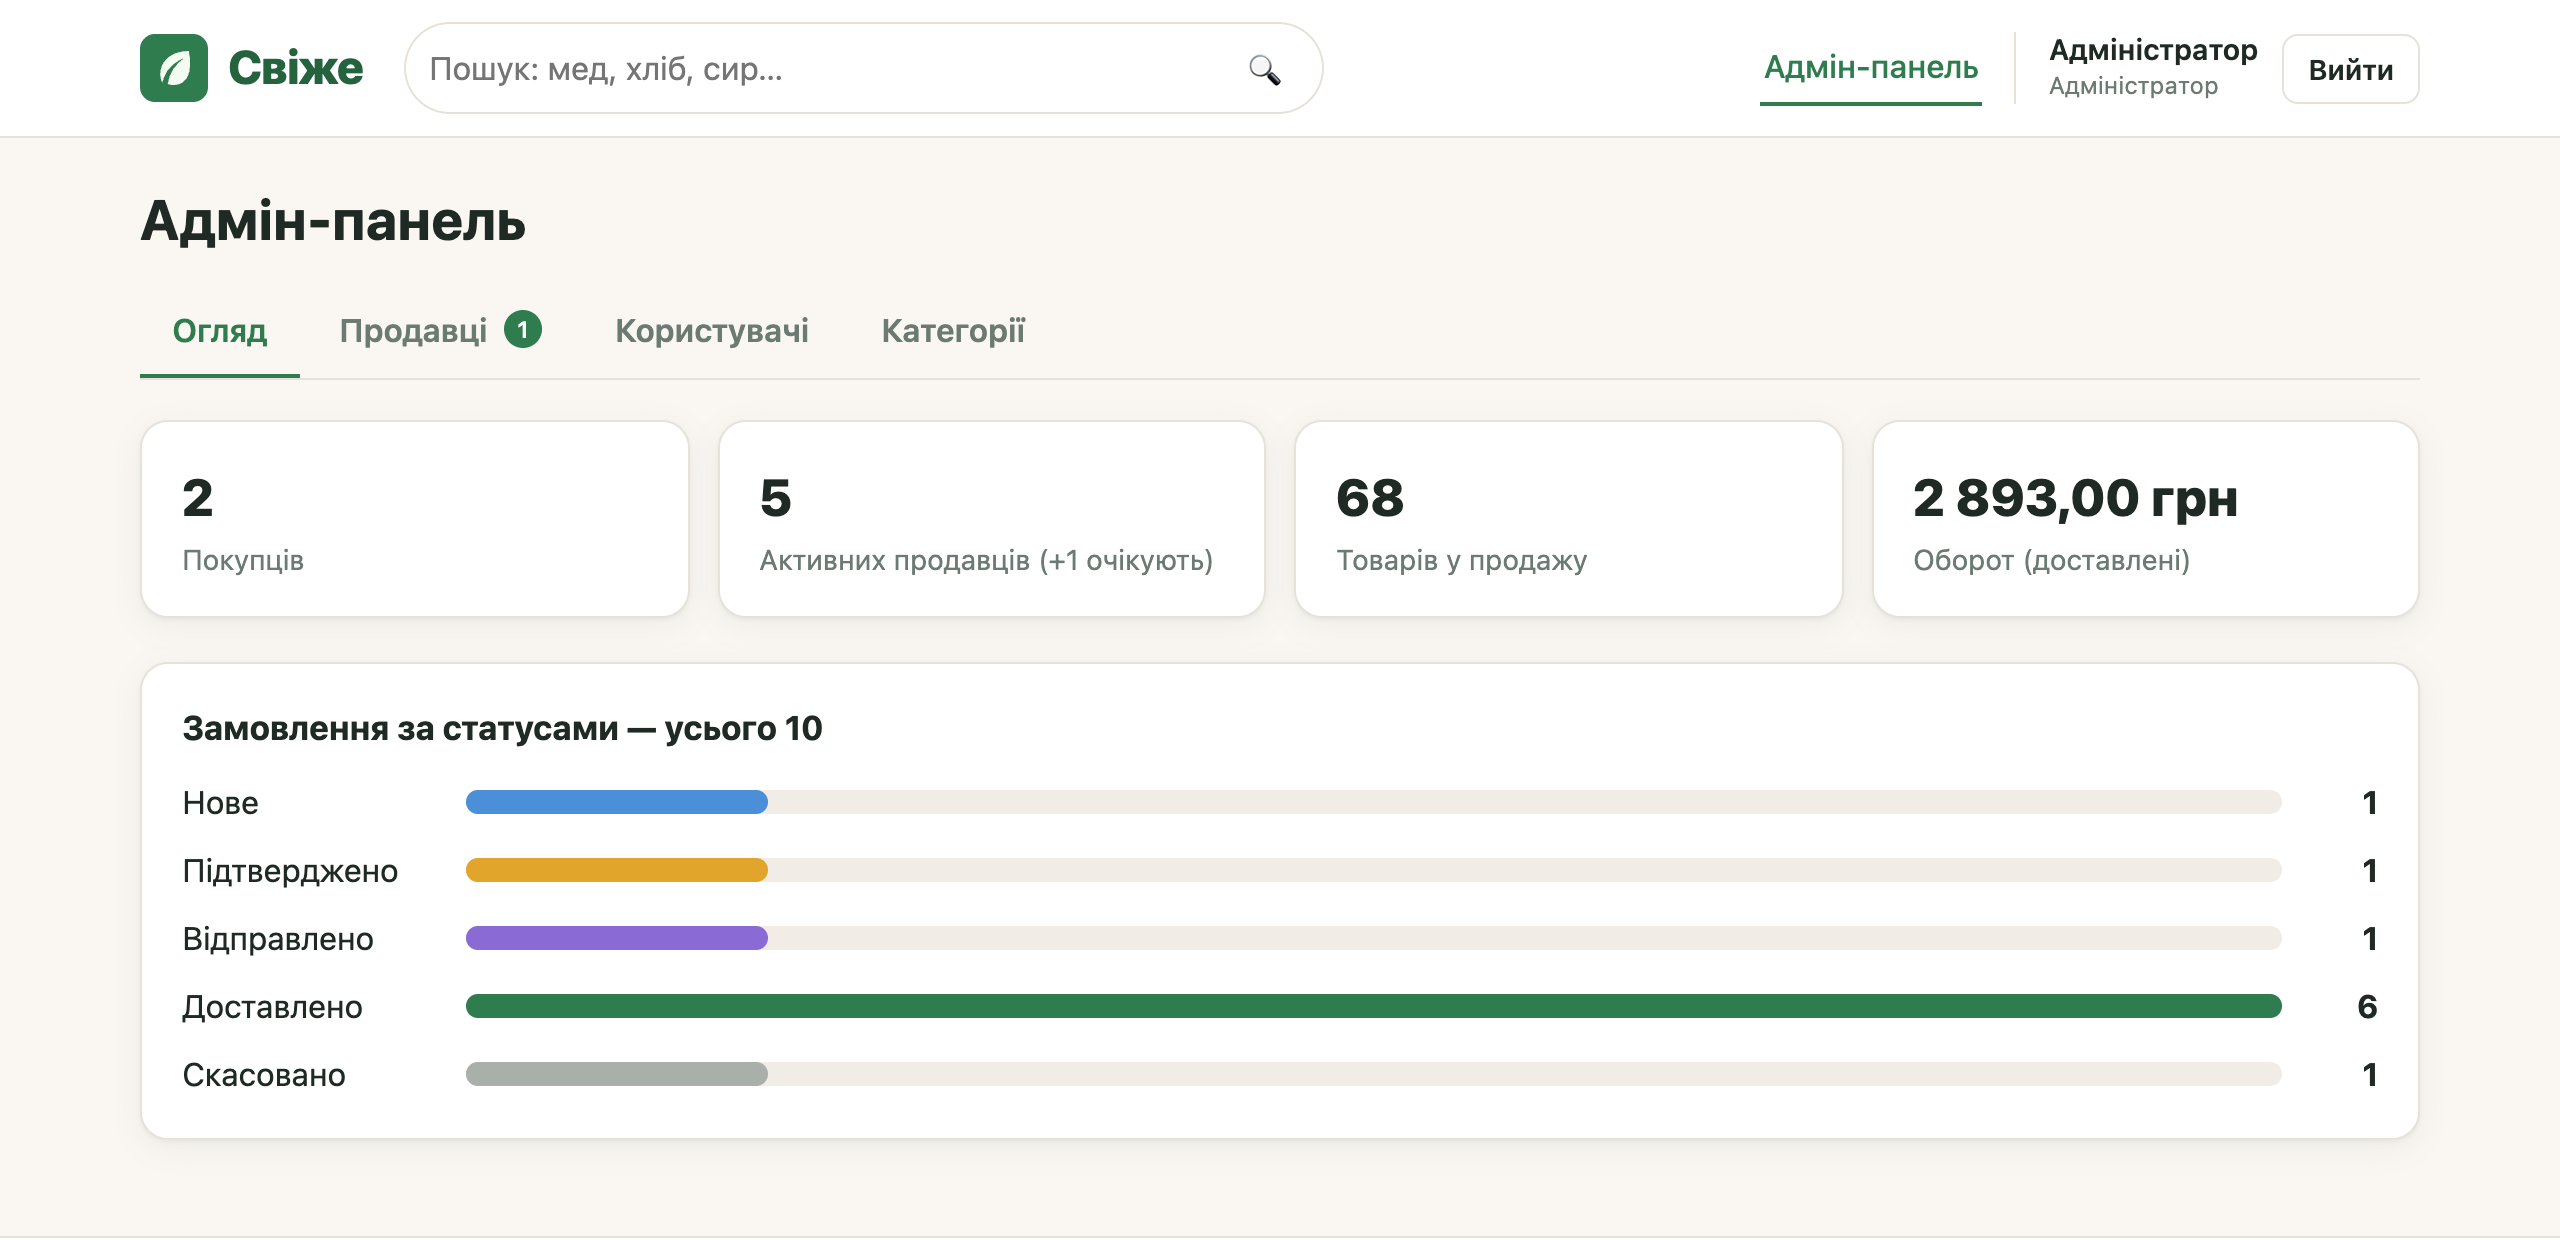 Свіже
Пошук: мед, хліб, сир...
Адмін-панель
Адміністратор
Адміністратор
Вийти
Адмін-панель
Огляд
Продавці 1
Користувачі
Категорії
2
Покупців
5
Активних продавців (+1 очікують)
68
Товарів у продажу
2 893,00 грн
Оборот (доставлені)
Замовлення за статусами — усього 10
Нове 1
Підтверджено 1
Відправлено 1
Доставлено 6
Скасовано 1